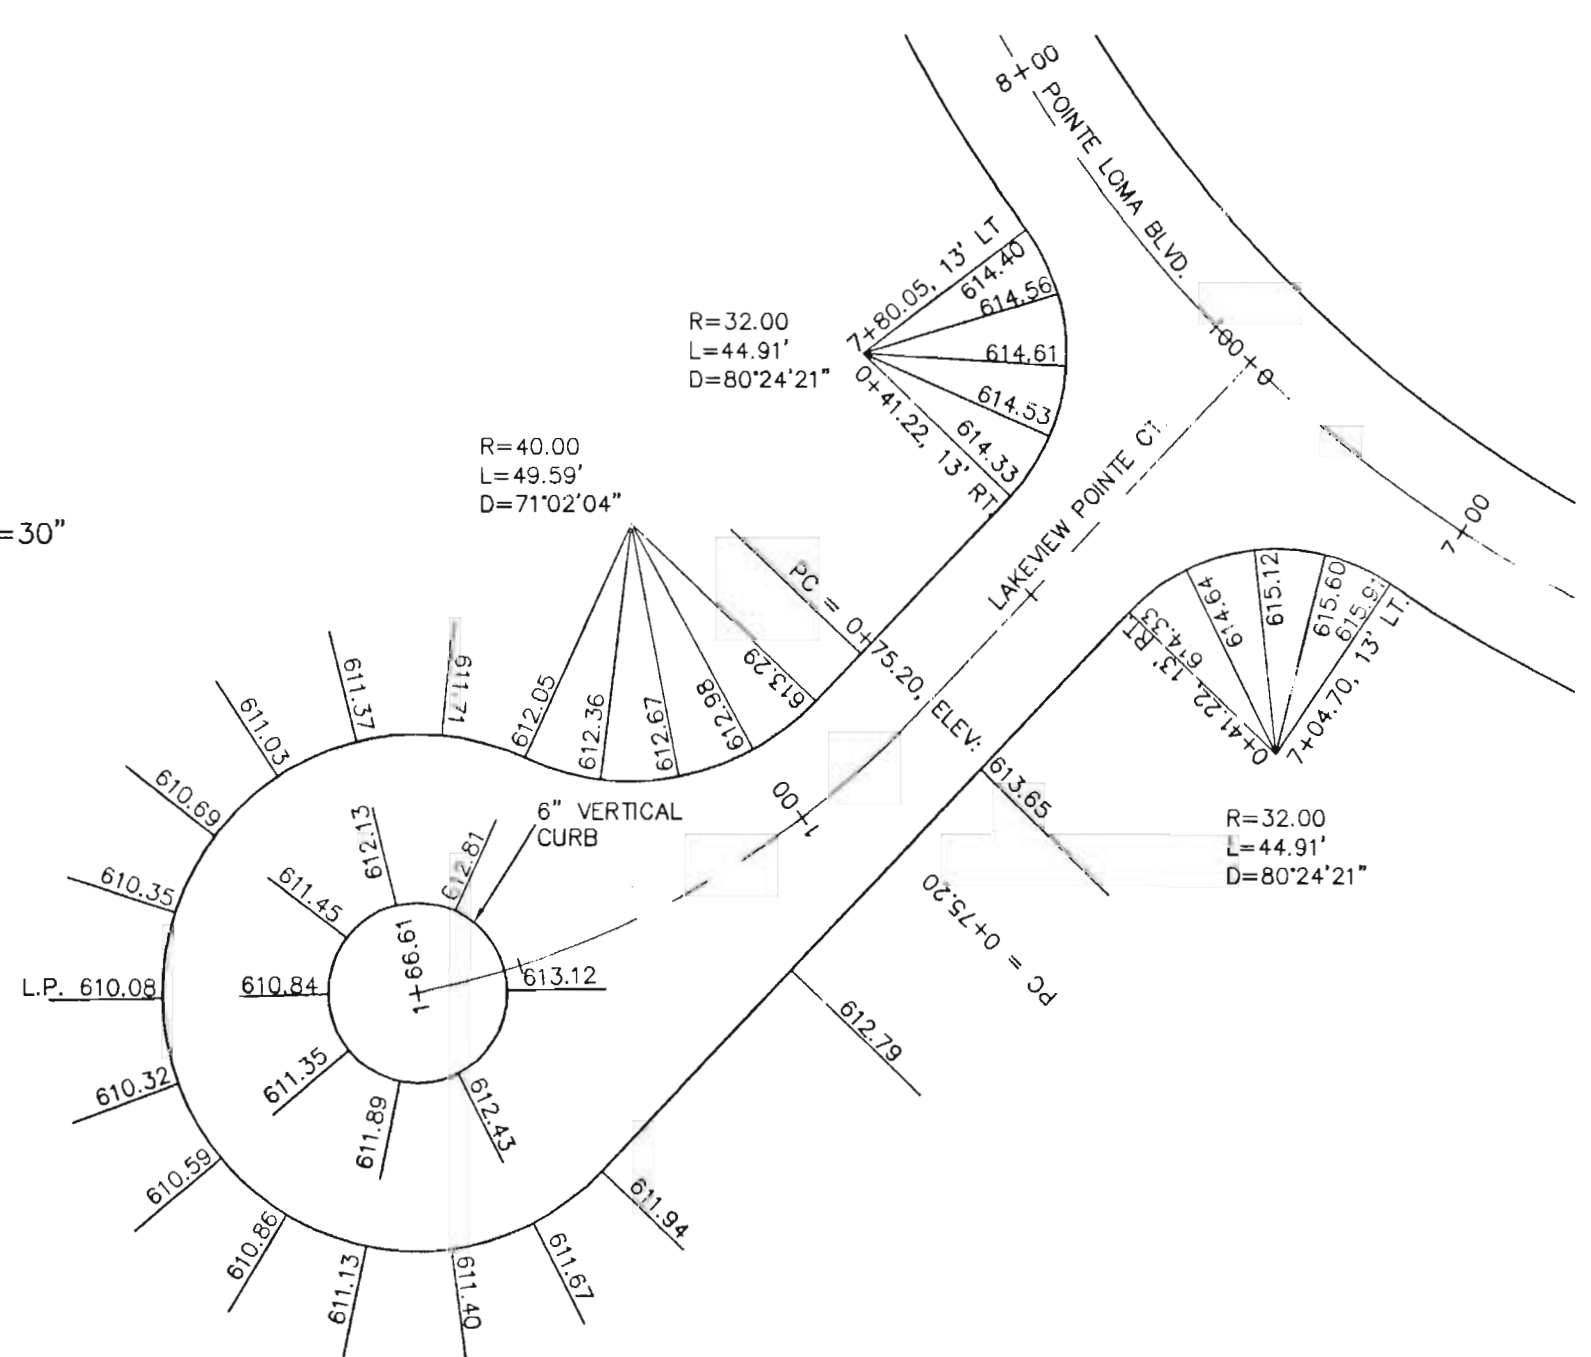 8+00
POINTE LOMA BLVD.
0+00
7+00
7+80.05, 13' LT
614.40
614.56
614.61
614.53
614.33
0+41.22, 13' RT.
R=32.00
L=44.91'
D=80°24'21"
R=40.00
L=49.59'
D=71°02'04"
=30"
LAKEVIEW POINTE CT.
PC = 0+75.20, ELEV:
613.65
PC = 0+75.20
614.33
614.64
615.12
615.60
615.91
0+41.22, 13' RT.
7+04.70, 13' LT.
R=32.00
L=44.91'
D=80°24'21"
612.05
612.36
612.67
612.98
613.29
611.71
611.37
611.03
610.69
610.35
L.P. 610.08
610.32
610.59
610.86
611.13
611.40
611.67
611.94
612.79
1+00
6" VERTICAL
CURB
612.13
612.81
611.45
610.84
1+66.61
613.12
611.35
611.89
612.43